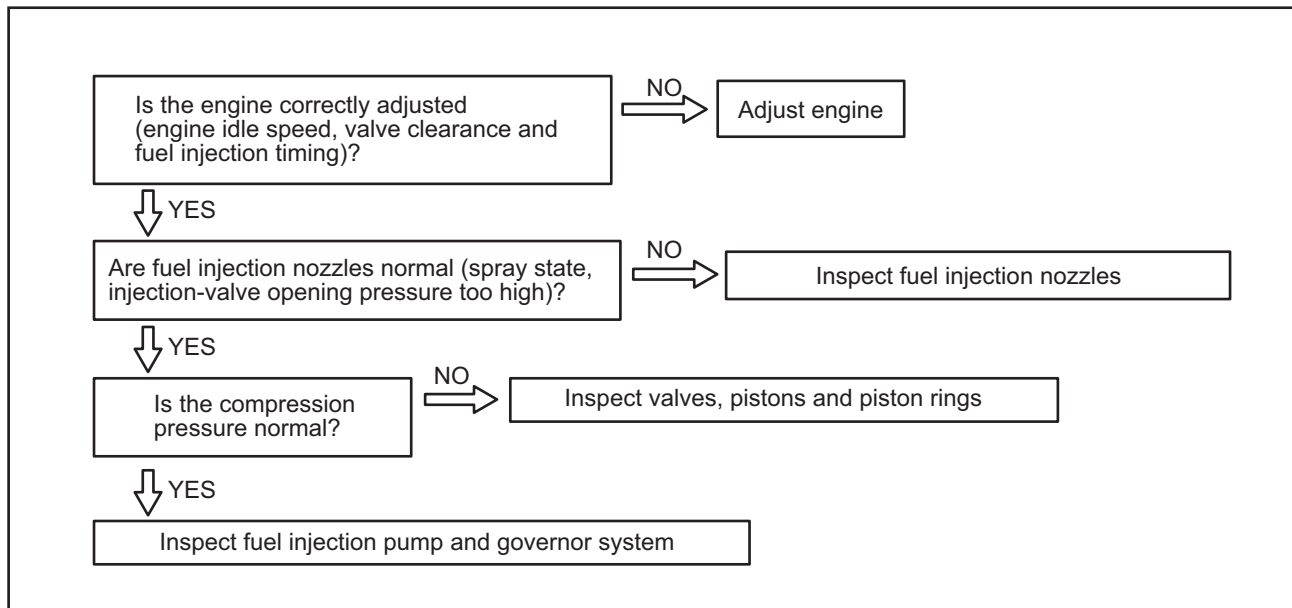 Is the engine correctly adjusted
(engine idle speed, valve clearance and
fuel injection timing)?
NO
Adjust engine
YES
Are fuel injection nozzles normal (spray state,
injection-valve opening pressure too high)?
NO
Inspect fuel injection nozzles
YES
Is the compression
pressure normal?
NO
Inspect valves, pistons and piston rings
YES
Inspect fuel injection pump and governor system